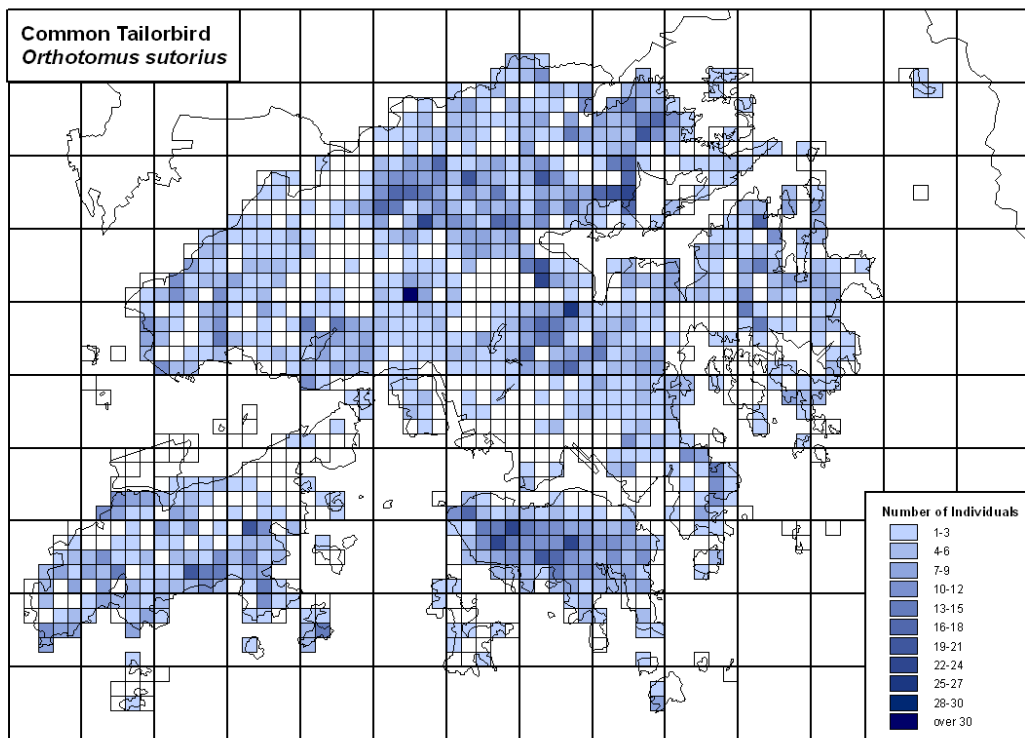 Common Tailorbird
Orthotomus sutorius
Number of Individuals
1-3
4-6
7-9
10-12
13-15
16-18
19-21
22-24
25-27
28-30
over 30